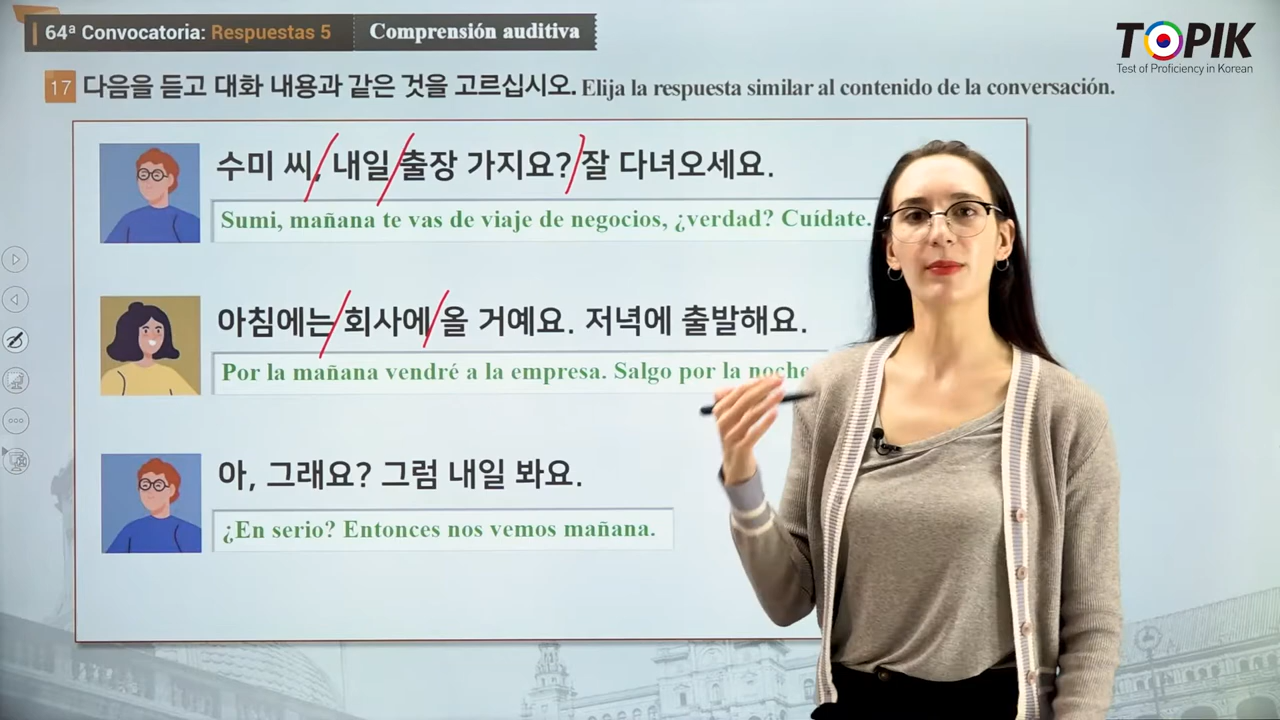 64ª Convocatoria: Respuestas 5 Comprensión auditiva
TOPIK
Test of Proficiency in Korean
17 다음을 듣고 대화 내용과 같은 것을 고르십시오. Elija la respuesta similar al contenido de la conversación.
수미 씨, 내일 출장 가지요? 잘 다녀오세요.
Sumi, mañana te vas de viaje de negocios, ¿verdad? Cuídate.
아침에는 회사에 올 거예요. 저녁에 출발해요.
Por la mañana vendré a la empresa. Salgo por la noche
아, 그래요? 그럼 내일 봐요.
¿En serio? Entonces nos vemos mañana.